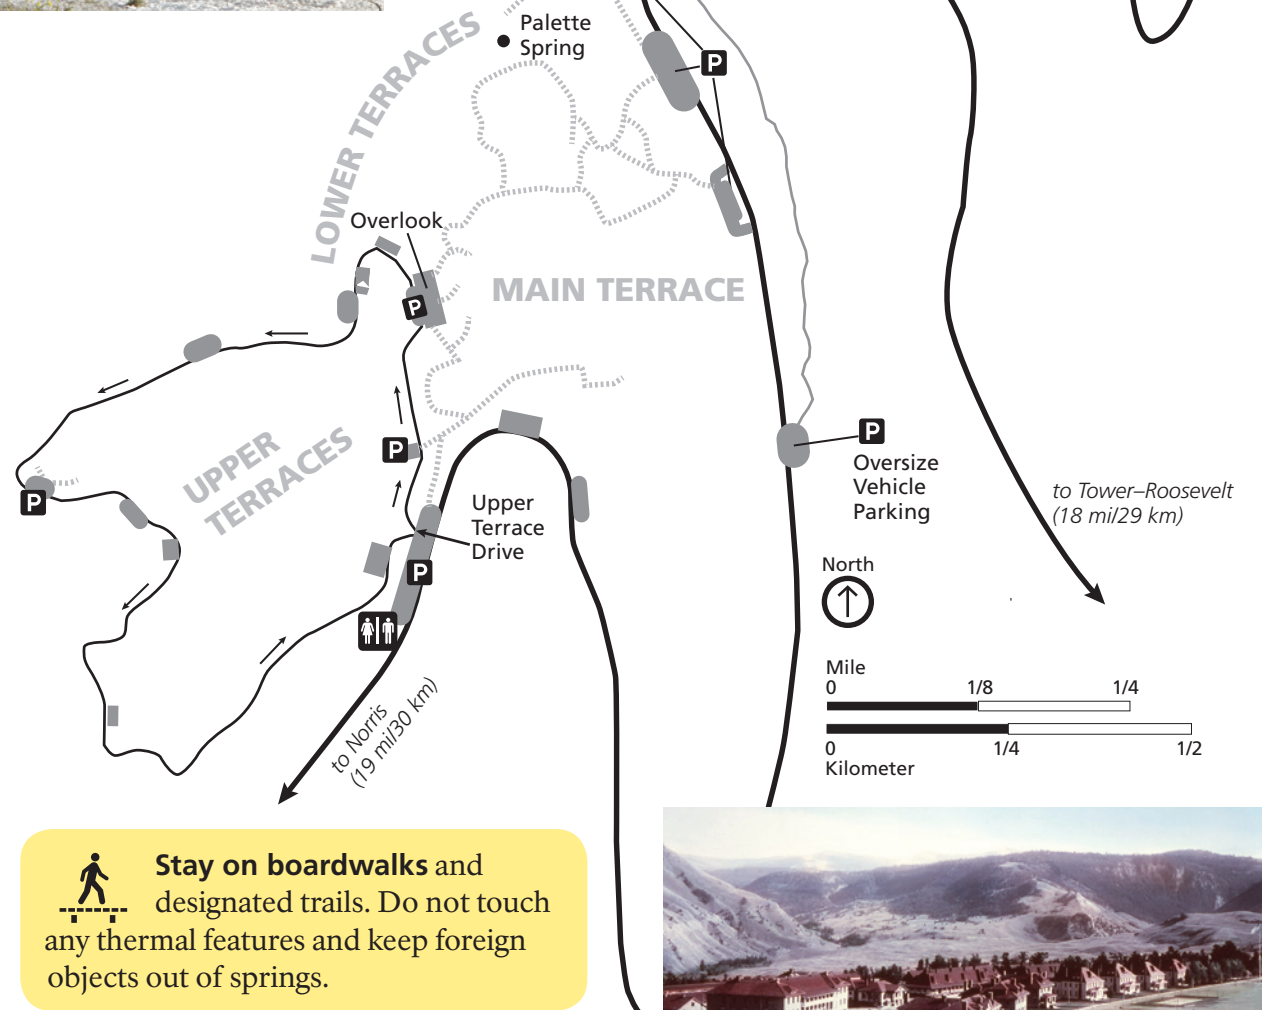 Palette
Spring
P
LOWER TERRACES
Overlook
MAIN TERRACE
P
P
Oversize
Vehicle
Parking
UPPER
TERRACES
P
P
to Tower–Roosevelt
(18 mi/29 km)
Upper
Terrace
Drive
P
North
to Norris
(19 mi/30 km)
Mile
0 1/8 1/4
0 1/4 1/2
Kilometer
Stay on boardwalks and
designated trails. Do not touch
any thermal features and keep foreign
objects out of springs.